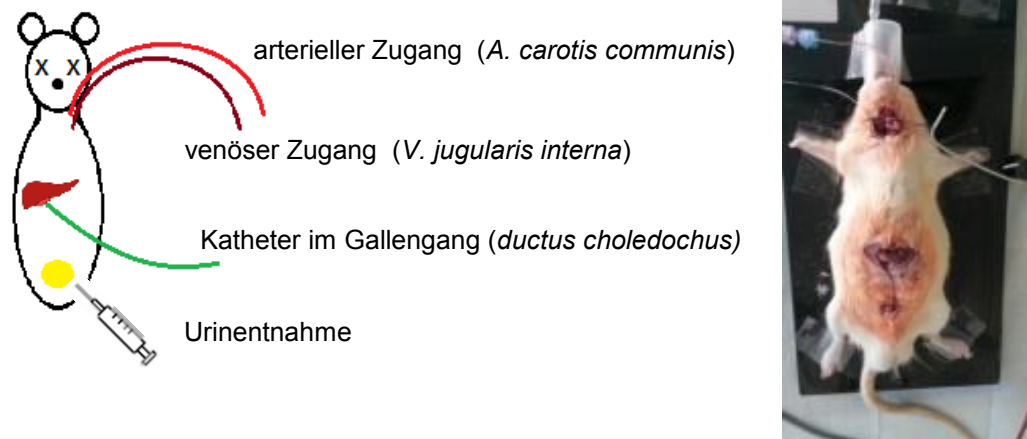 arterieller Zugang (A. carotis communis)
x x
venöser Zugang (V. jugularis interna)
Katheter im Gallengang (ductus choledochus)
Urinentnahme